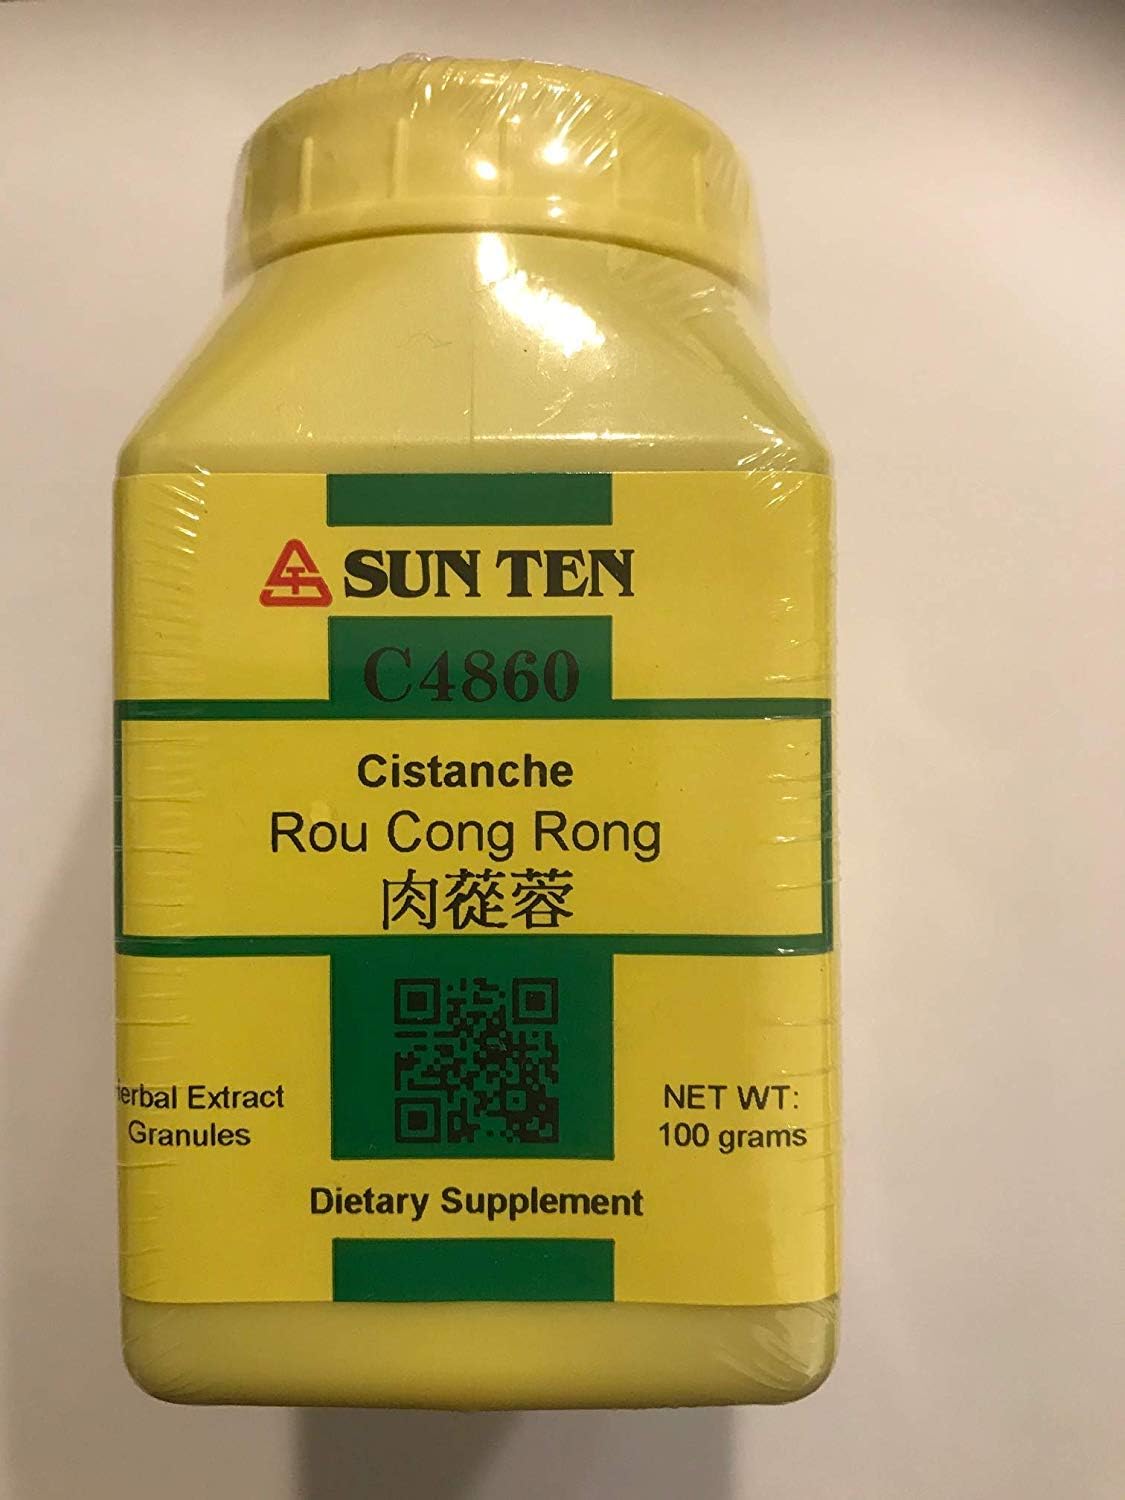 SUN TEN
C4860
Cistanche
Rou Cong Rong
肉蓯蓉
erbal Extract
Granules
NET WT:
100 grams
Dietary Supplement